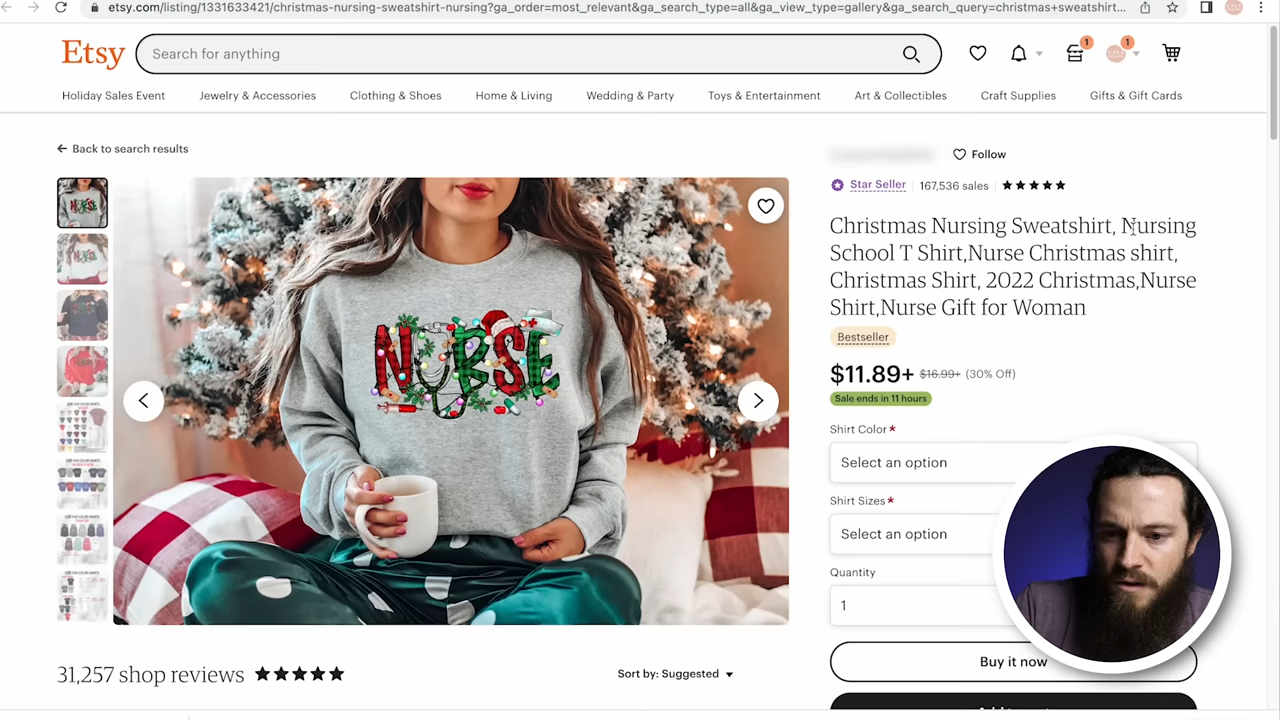 etsy.com/listing/1331633421/christmas-nursing-sweatshirt-nursing?ga_order=most_relevant&ga_search_type=all&ga_view_type=gallery&ga_search_query=christmas+sweatshirt...
Etsy
Search for anything
1
1
Holiday Sales Event
Jewelry & Accessories
Clothing & Shoes
Home & Living
Wedding & Party
Toys & Entertainment
Art & Collectibles
Craft Supplies
Gifts & Gift Cards
Back to search results
Follow
Star Seller
167,536 sales
Christmas Nursing Sweatshirt, Nursing
School T Shirt,Nurse Christmas shirt,
Christmas Shirt, 2022 Christmas,Nurse
Shirt,Nurse Gift for Woman
Bestseller
$11.89+ $16.99+ (30% Off)
Sale ends in 11 hours
Shirt Color *
Select an option
Shirt Sizes *
Select an option
Quantity
1
Buy it now
NURSE
31,257 shop reviews
Sort by: Suggested